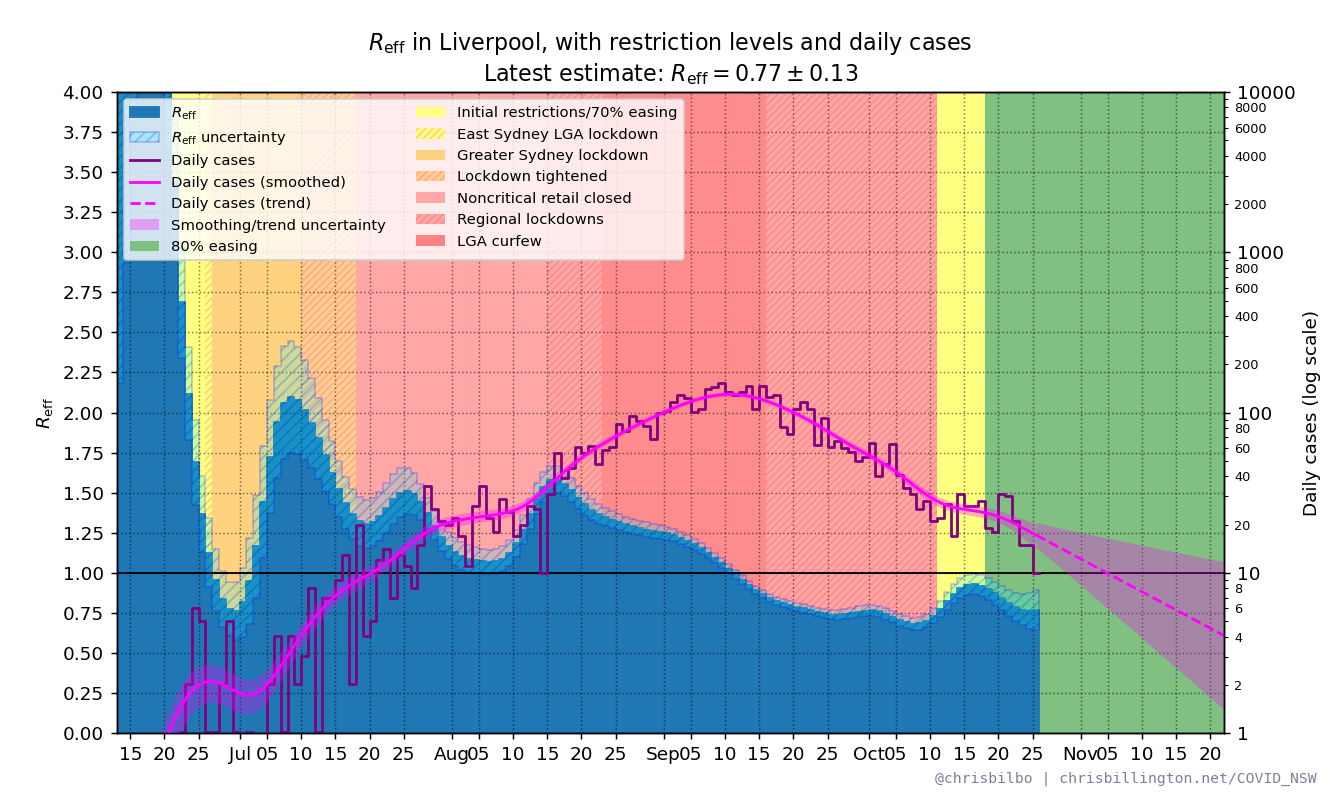 Reff in Liverpool, with restriction levels and daily cases
Latest estimate: Reff = 0.77 ± 0.13
Reff
Reff uncertainty
Daily cases
Daily cases (smoothed)
Daily cases (trend)
Smoothing/trend uncertainty
80% easing
Initial restrictions/70% easing
East Sydney LGA lockdown
Greater Sydney lockdown
Lockdown tightened
Noncritical retail closed
Regional lockdowns
LGA curfew
Reff
4.00
3.75
3.50
3.25
3.00
2.75
2.50
2.25
2.00
1.75
1.50
1.25
1.00
0.75
0.50
0.25
0.00
10000
8000
6000
4000
2000
1000
800
600
400
200
100
80
60
40
20
10
8
6
4
2
1
Daily cases (log scale)
15 20 25 Jul 05 10 15 20 25 Aug 05 10 15 20 25 Sep 05 10 15 20 25 Oct 05 10 15 20 25 Nov 05 10 15 20
@chrisbilbo | chrisbillington.net/COVID_NSW